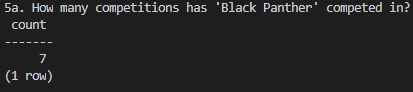 5a. How many competitions has 'Black Panther' competed in?
count
-------
7
(1 row)